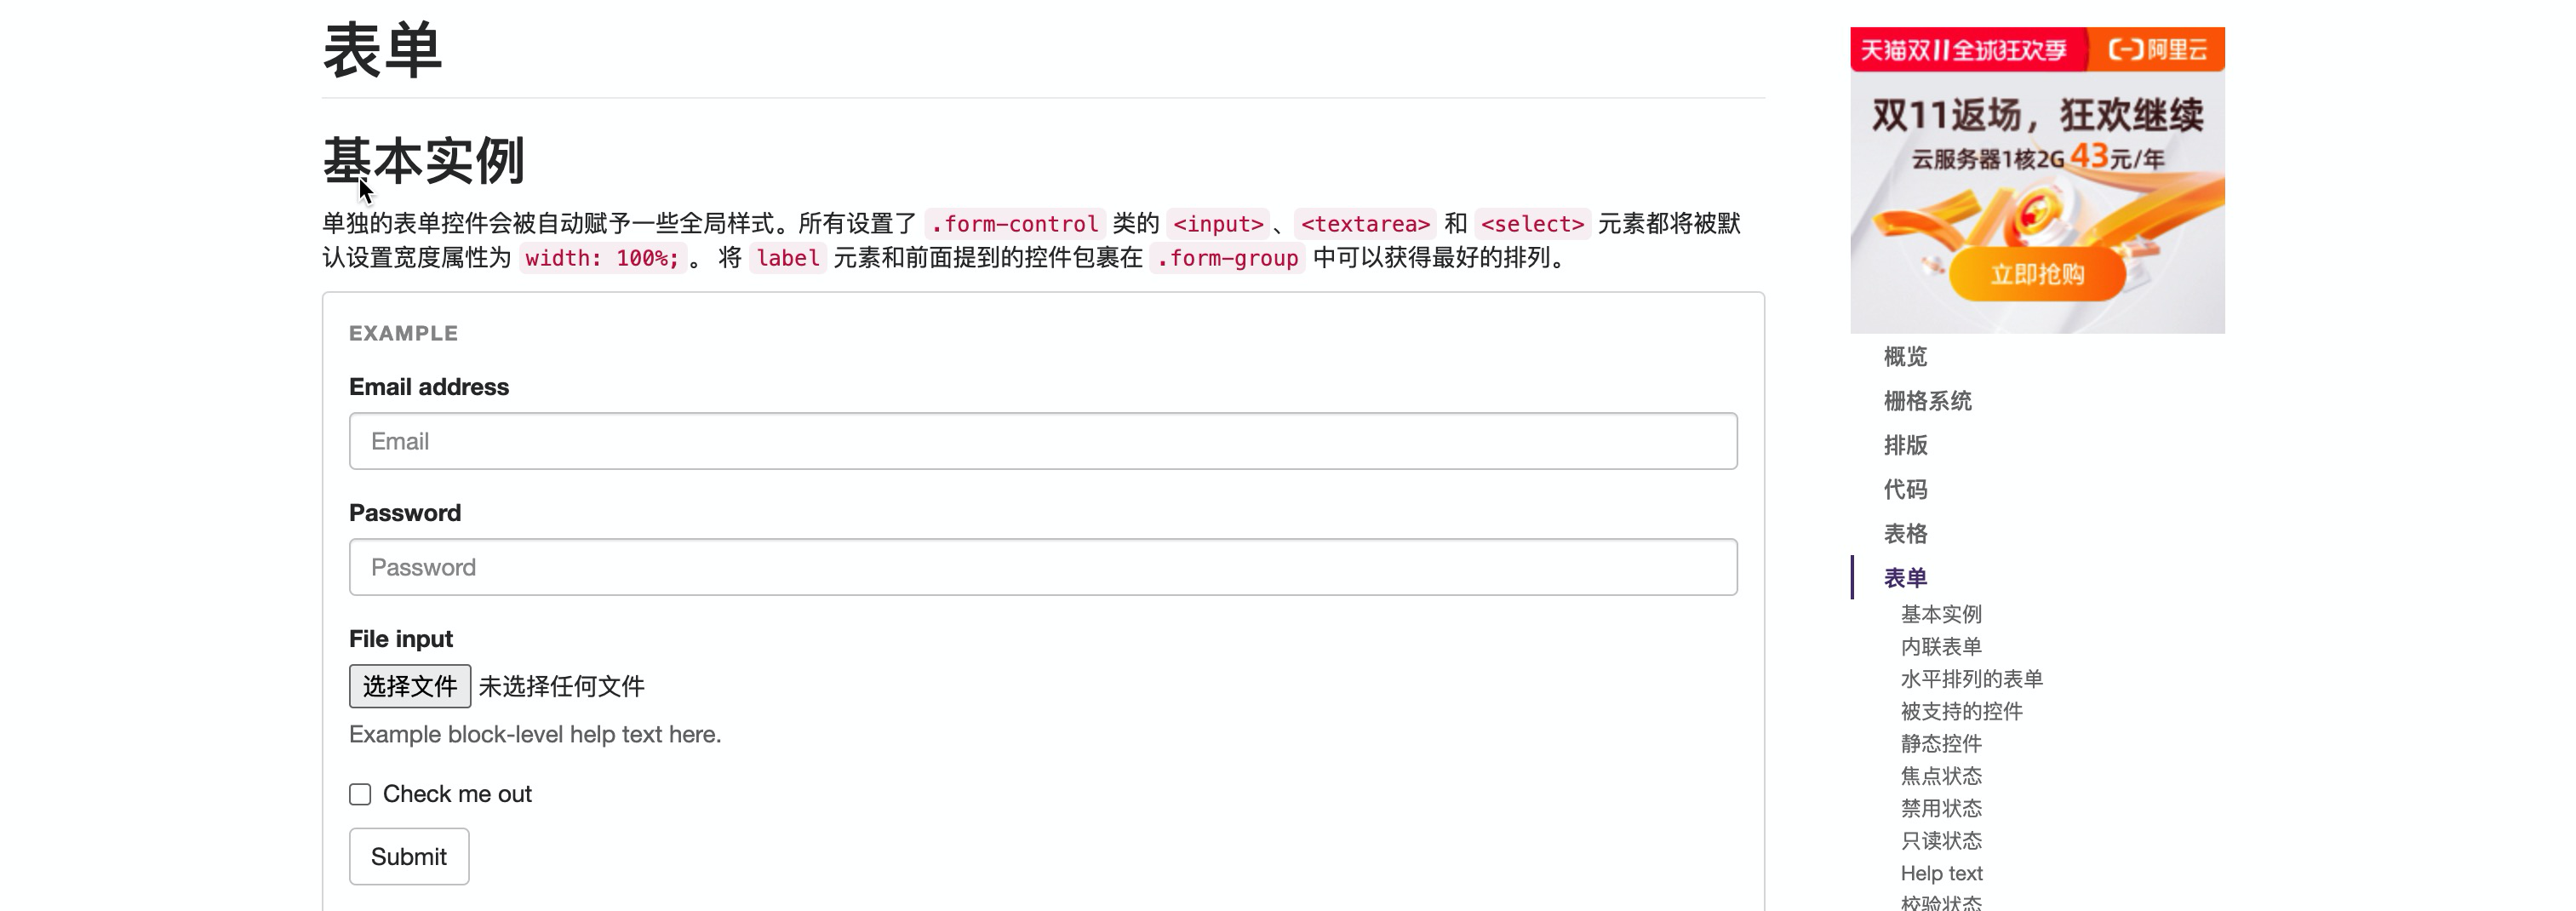 表单
基本实例
单独的表单控件会被自动赋予一些全局样式。所有设置了 .form-control 类的 <input>、<textarea> 和 <select> 元素都将被默
认设置宽度属性为 width: 100%;。 将 label 元素和前面提到的控件包裹在 .form-group 中可以获得最好的排列。
EXAMPLE
Email address
Email
Password
Password
File input
选择文件 未选择任何文件
Example block-level help text here.
Check me out
Submit
天猫双11全球狂欢季 阿里云
双11返场，狂欢继续
云服务器1核2G 43元/年
立即抢购
概览
栅格系统
排版
代码
表格
表单
基本实例
内联表单
水平排列的表单
被支持的控件
静态控件
焦点状态
禁用状态
只读状态
Help text
校验状态